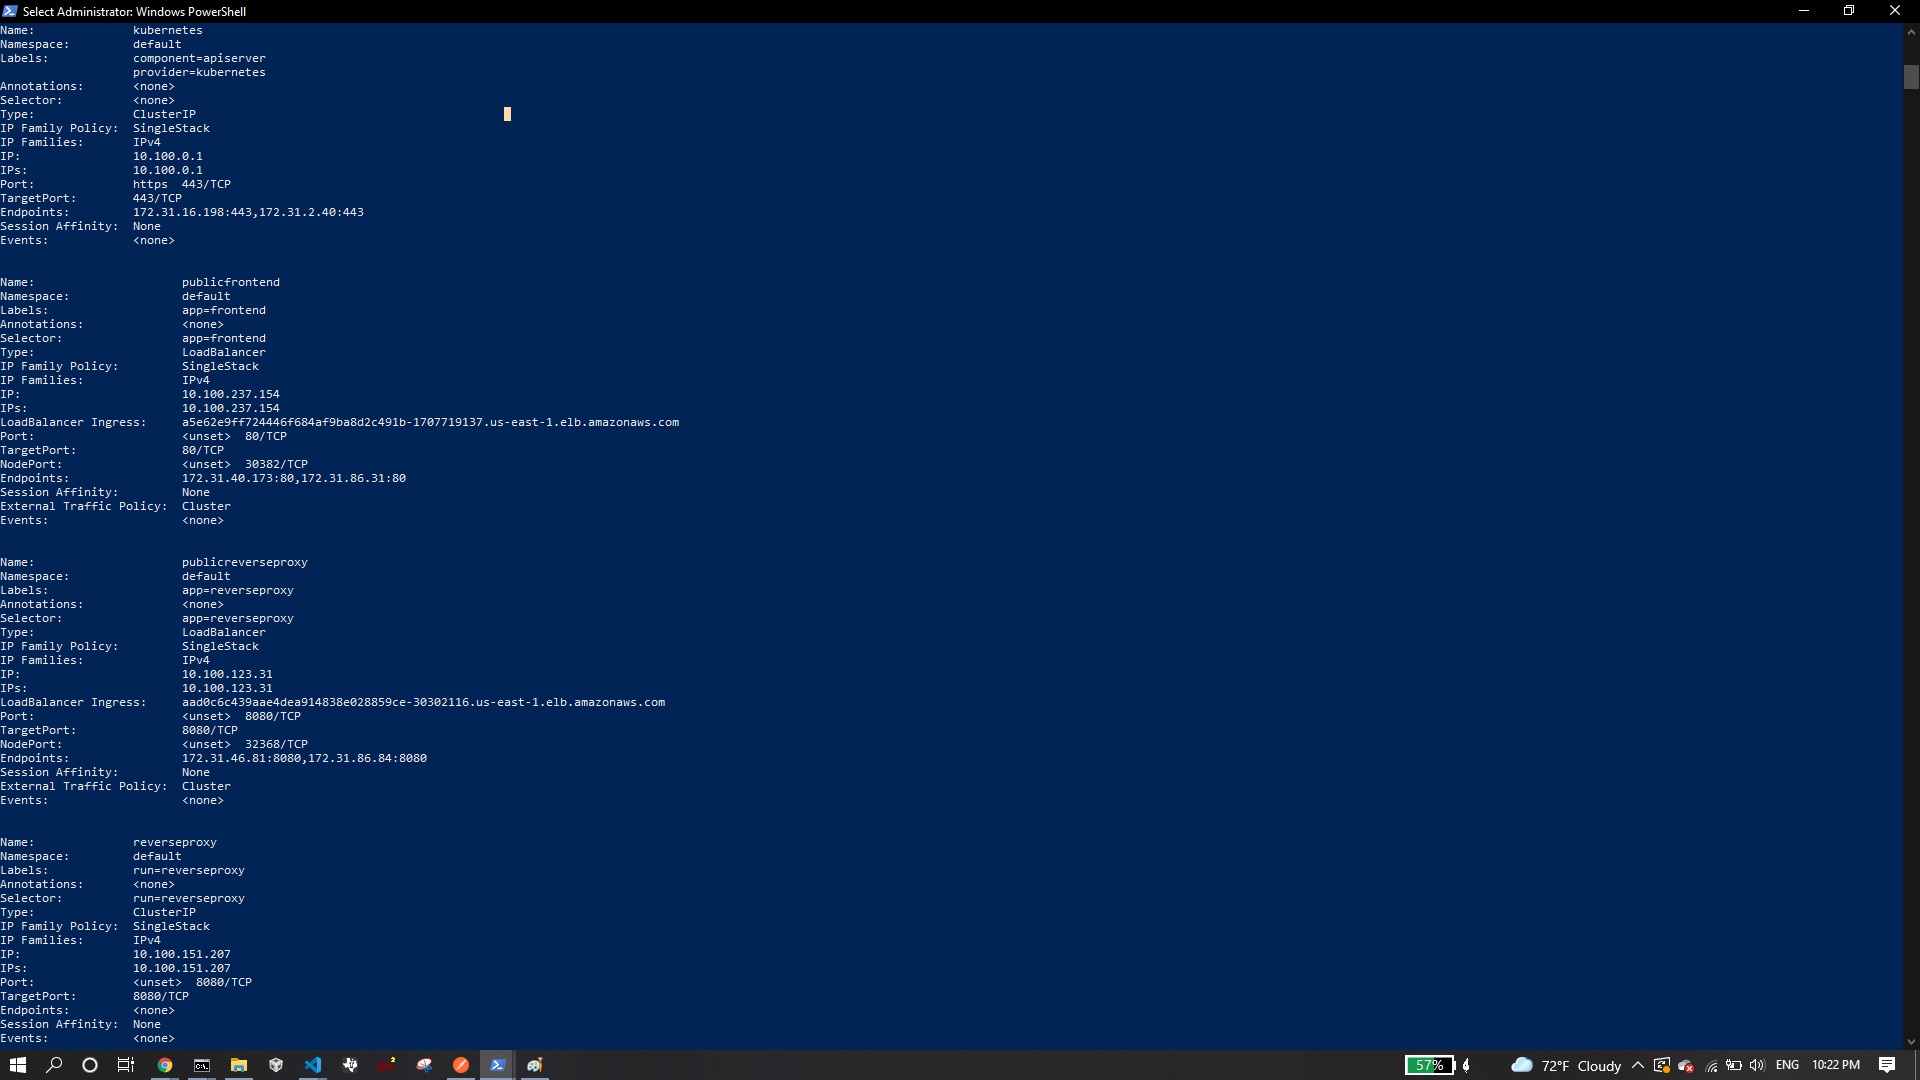 Select Administrator: Windows PowerShell
Name: kubernetes
Namespace: default
Labels: component=apiserver
provider=kubernetes
Annotations: <none>
Selector: <none>
Type: ClusterIP
IP Family Policy: SingleStack
IP Families: IPv4
IP: 10.100.0.1
IPs: 10.100.0.1
Port: https 443/TCP
TargetPort: 443/TCP
Endpoints: 172.31.16.198:443,172.31.2.40:443
Session Affinity: None
Events: <none>
Name: publicfrontend
Namespace: default
Labels: app=frontend
Annotations: <none>
Selector: app=frontend
Type: LoadBalancer
IP Family Policy: SingleStack
IP Families: IPv4
IP: 10.100.237.154
IPs: 10.100.237.154
LoadBalancer Ingress: a5e62e9ff724446f684af9ba8d2c491b-1707719137.us-east-1.elb.amazonaws.com
Port: <unset> 80/TCP
TargetPort: 80/TCP
NodePort: <unset> 30382/TCP
Endpoints: 172.31.40.173:80,172.31.86.31:80
Session Affinity: None
External Traffic Policy: Cluster
Events: <none>
Name: publicreverseproxy
Namespace: default
Labels: app=reverseproxy
Annotations: <none>
Selector: app=reverseproxy
Type: LoadBalancer
IP Family Policy: SingleStack
IP Families: IPv4
IP: 10.100.123.31
IPs: 10.100.123.31
LoadBalancer Ingress: aad0c6c439aae4dea914838e028859ce-30302116.us-east-1.elb.amazonaws.com
Port: <unset> 8080/TCP
TargetPort: 8080/TCP
NodePort: <unset> 32368/TCP
Endpoints: 172.31.46.81:8080,172.31.86.84:8080
Session Affinity: None
External Traffic Policy: Cluster
Events: <none>
Name: reverseproxy
Namespace: default
Labels: run=reverseproxy
Annotations: <none>
Selector: run=reverseproxy
Type: ClusterIP
IP Family Policy: SingleStack
IP Families: IPv4
IP: 10.100.151.207
IPs: 10.100.151.207
Port: <unset> 8080/TCP
TargetPort: 8080/TCP
Endpoints: <none>
Session Affinity: None
Events: <none>
57% 72°F Cloudy ENG 10:22 PM